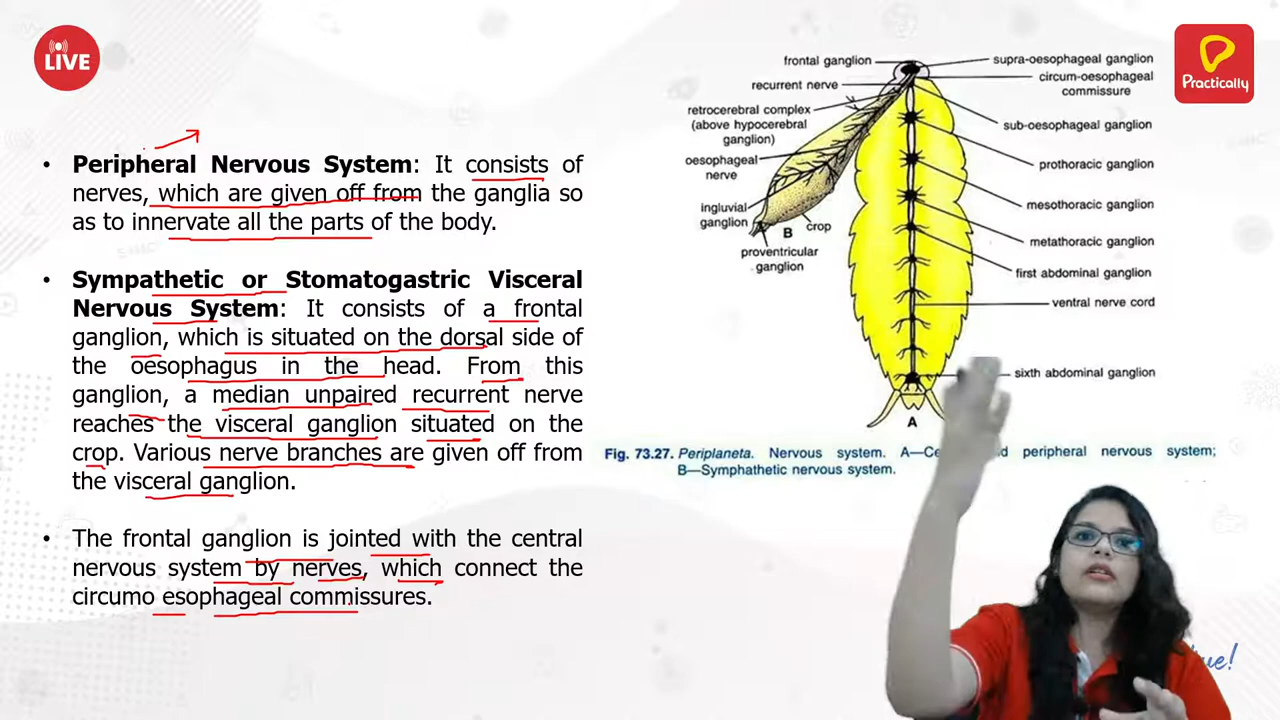 LIVE
Practically
• Peripheral Nervous System: It consists of
nerves, which are given off from the ganglia so
as to innervate all the parts of the body.
• Sympathetic or Stomatogastric Visceral
Nervous System: It consists of a frontal
ganglion, which is situated on the dorsal side of
the oesophagus in the head. From this
ganglion, a median unpaired recurrent nerve
reaches the visceral ganglion situated on the
crop. Various nerve branches are given off from
the visceral ganglion.
• The frontal ganglion is jointed with the central
nervous system by nerves, which connect the
circumo esophageal commissures.
frontal ganglion
recurrent nerve
retrocerebral complex
(above hypocerebral
ganglion)
oesophageal
nerve
ingluvial
ganglion
B
crop
proventricular
ganglion
supra-oesophageal ganglion
circum-oesophageal
commissure
sub-oesophageal ganglion
prothoracic ganglion
mesothoracic ganglion
metathoracic ganglion
first abdominal ganglion
ventral nerve cord
sixth abdominal ganglion
A
Fig. 73.27. Periplaneta. Nervous system. A—Ce peripheral nervous system;
B—Symphathetic nervous system.